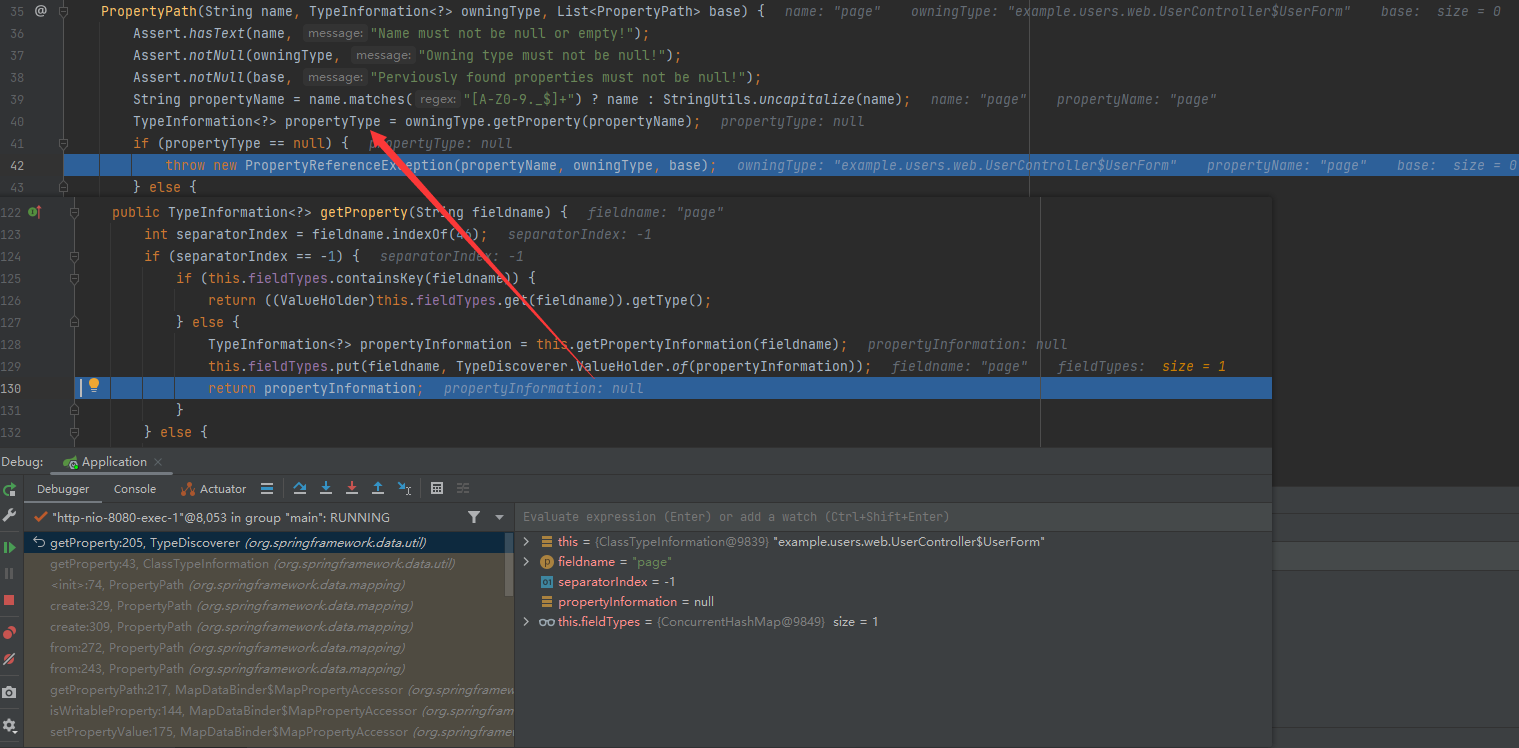 35 @ PropertyPath(String name, TypeInformation<?> owningType, List<PropertyPath> base) { name: "page" owningType: "example.users.web.UserController$UserForm" base: size = 0
36 Assert.hasText(name, message: "Name must not be null or empty!");
37 Assert.notNull(owningType, message: "Owning type must not be null!");
38 Assert.notNull(base, message: "Perviously found properties must not be null!");
39 String propertyName = name.matches( regex: "[A-Z0-9._$]+") ? name : StringUtils.uncapitalize(name); name: "page" propertyName: "page"
40 TypeInformation<?> propertyType = owningType.getProperty(propertyName); propertyType: null
41 if (propertyType == null) { propertyType: null
42 throw new PropertyReferenceException(propertyName, owningType, base); owningType: "example.users.web.UserController$UserForm" propertyName: "page" base: size = 0
43 } else {
122 public TypeInformation<?> getProperty(String fieldname) { fieldname: "page"
123 int separatorIndex = fieldname.indexOf(46); separatorIndex: -1
124 if (separatorIndex == -1) { separatorIndex: -1
125 if (this.fieldTypes.containsKey(fieldname)) {
126 return ((ValueHolder)this.fieldTypes.get(fieldname)).getType();
127 } else {
128 TypeInformation<?> propertyInformation = this.getPropertyInformation(fieldname); propertyInformation: null
129 this.fieldTypes.put(fieldname, TypeDiscoverer.ValueHolder.of(propertyInformation)); fieldname: "page" fieldTypes: size = 1
130 return propertyInformation; propertyInformation: null
131 }
132 } else {
Debug: Application
Debugger Console Actuator
"http-nio-8080-exec-1"@8,053 in group "main": RUNNING
Evaluate expression (Enter) or add a watch (Ctrl+Shift+Enter)
getProperty:205, TypeDiscoverer (org.springframework.data.util)
getProperty:43, ClassTypeInformation (org.springframework.data.util)
<init>:74, PropertyPath (org.springframework.data.mapping)
create:329, PropertyPath (org.springframework.data.mapping)
create:309, PropertyPath (org.springframework.data.mapping)
from:272, PropertyPath (org.springframework.data.mapping)
from:243, PropertyPath (org.springframework.data.mapping)
getPropertyPath:217, MapDataBinder$MapPropertyAccessor (org.springframew
isWritableProperty:144, MapDataBinder$MapPropertyAccessor (org.springfram
setPropertyValue:175, MapDataBinder$MapPropertyAccessor (org.springframew
this = {ClassTypeInformation@9839} "example.users.web.UserController$UserForm"
p fieldname = "page"
01 separatorIndex = -1
propertyInformation = null
this.fieldTypes = {ConcurrentHashMap@9849} size = 1